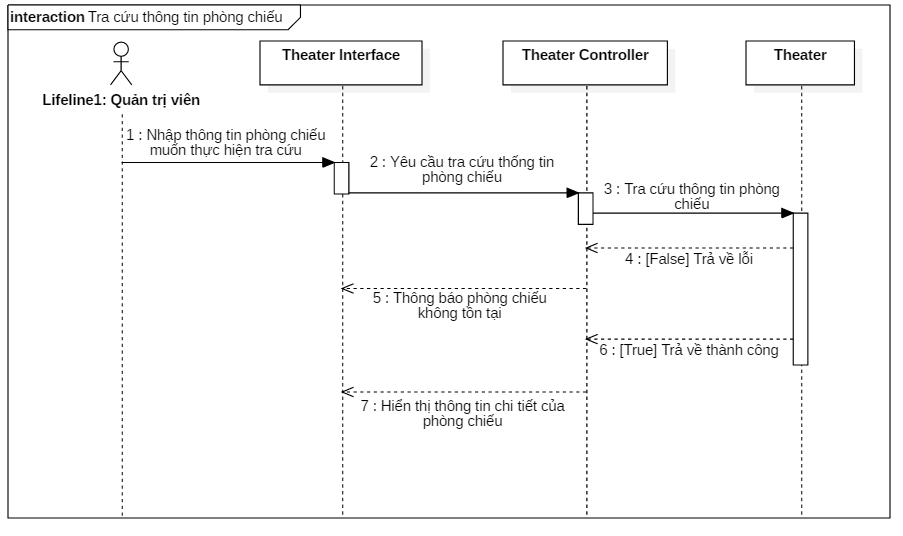 interaction Tra cứu thông tin phòng chiếu
Theater Interface
Theater Controller
Theater
Lifeline1: Quản trị viên
1 : Nhập thông tin phòng chiếu
muốn thực hiện tra cứu
2 : Yêu cầu tra cứu thống tin
phòng chiếu
3 : Tra cứu thông tin phòng
chiếu
4 : [False] Trả về lỗi
5 : Thông báo phòng chiếu
không tồn tại
6 : [True] Trả về thành công
7 : Hiển thị thông tin chi tiết của
phòng chiếu